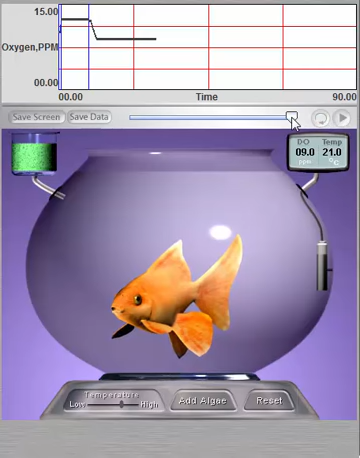 15.00
Oxygen,PPM
00.00
00.00 Time 90.00
Save Screen Save Data
DO Temp
09.0 21.0
ppm °C
Temperature
Low High
Add Algae Reset